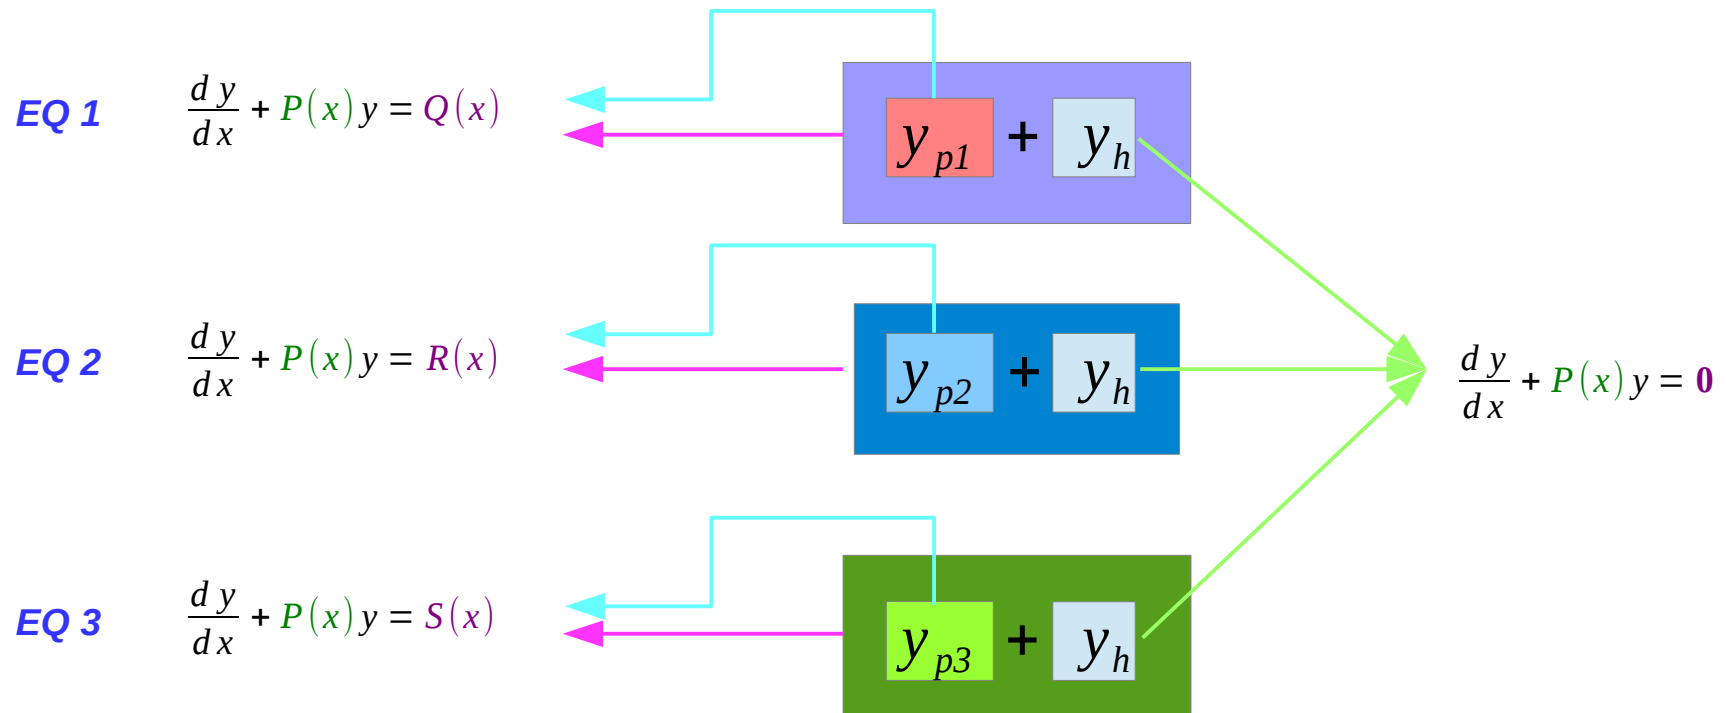 EQ 1 dy/dx + P(x) y = Q(x) y_p1 + y_h
EQ 2 dy/dx + P(x) y = R(x) y_p2 + y_h dy/dx + P(x) y = 0
EQ 3 dy/dx + P(x) y = S(x) y_p3 + y_h